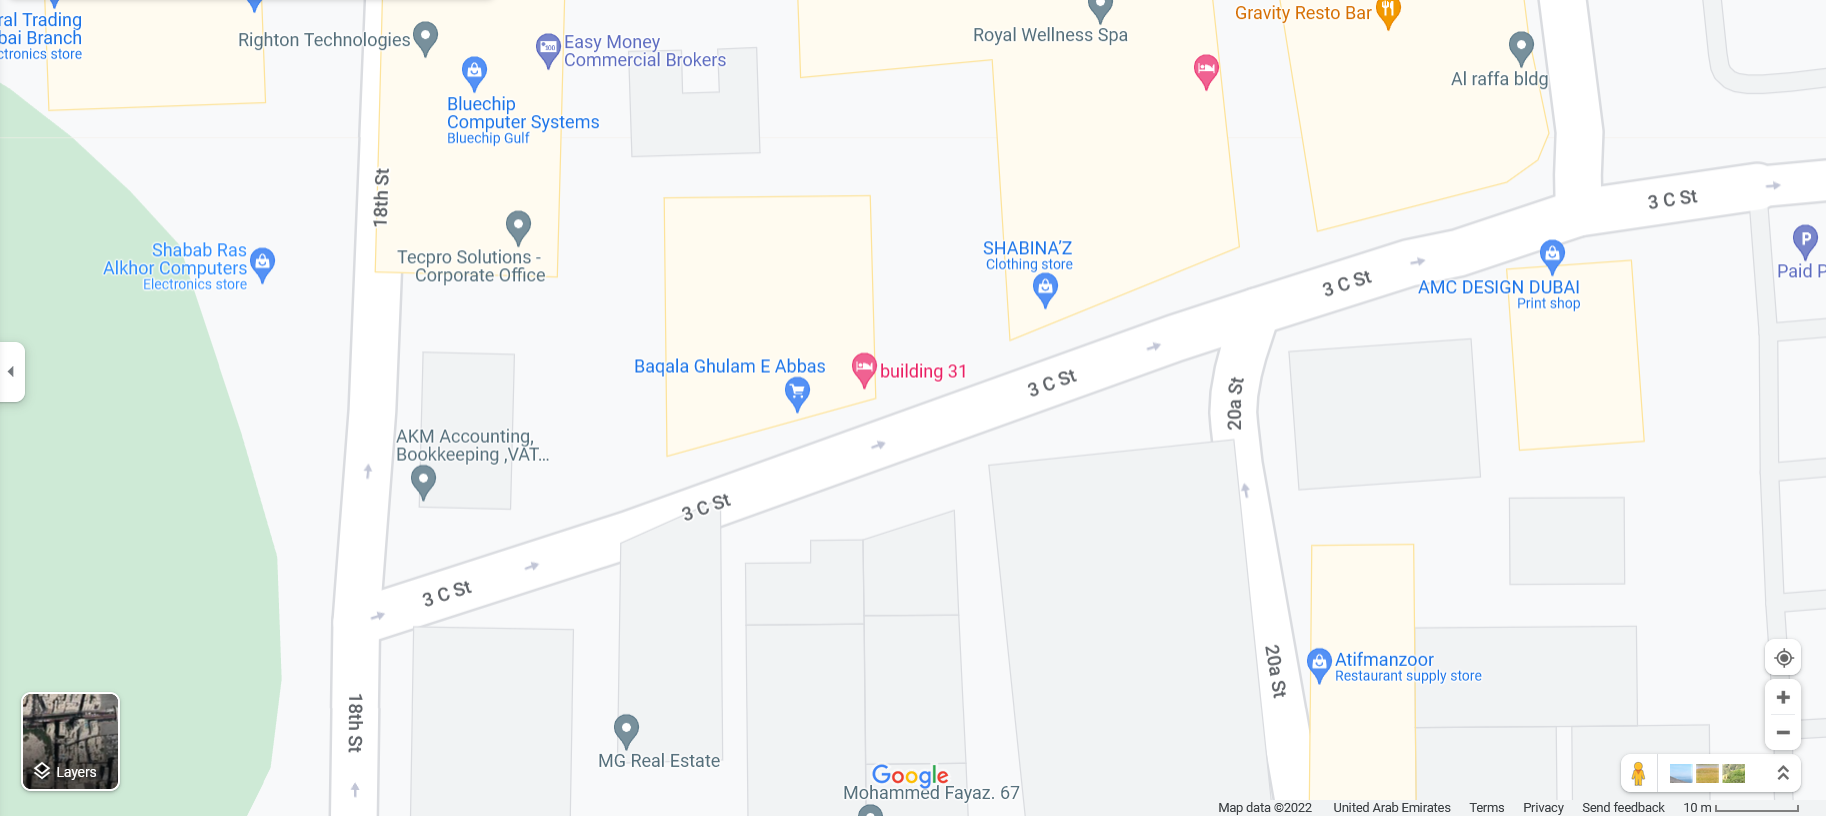 ral Trading
bai Branch
ctronics store
Righton Technologies
Easy Money
Commercial Brokers
Bluechip
Computer Systems
Bluechip Gulf
Royal Wellness Spa
Gravity Resto Bar
Al raffa bldg
18th St
3 C St
Shabab Ras
Alkhor Computers
Electronics store
Tecpro Solutions -
Corporate Office
SHABINA'Z
Clothing store
3 C St
AMC DESIGN DUBAI
Print shop
P
Paid P
Baqala Ghulam E Abbas
building 31
3 C St
20a St
AKM Accounting,
Bookkeeping ,VAT...
3 C St
3 C St
20a St
Atifmanzoor
Restaurant supply store
18th St
MG Real Estate
Layers
Google
Mohammed Fayaz. 67
Map data ©2022
United Arab Emirates
Terms
Privacy
Send feedback
10 m